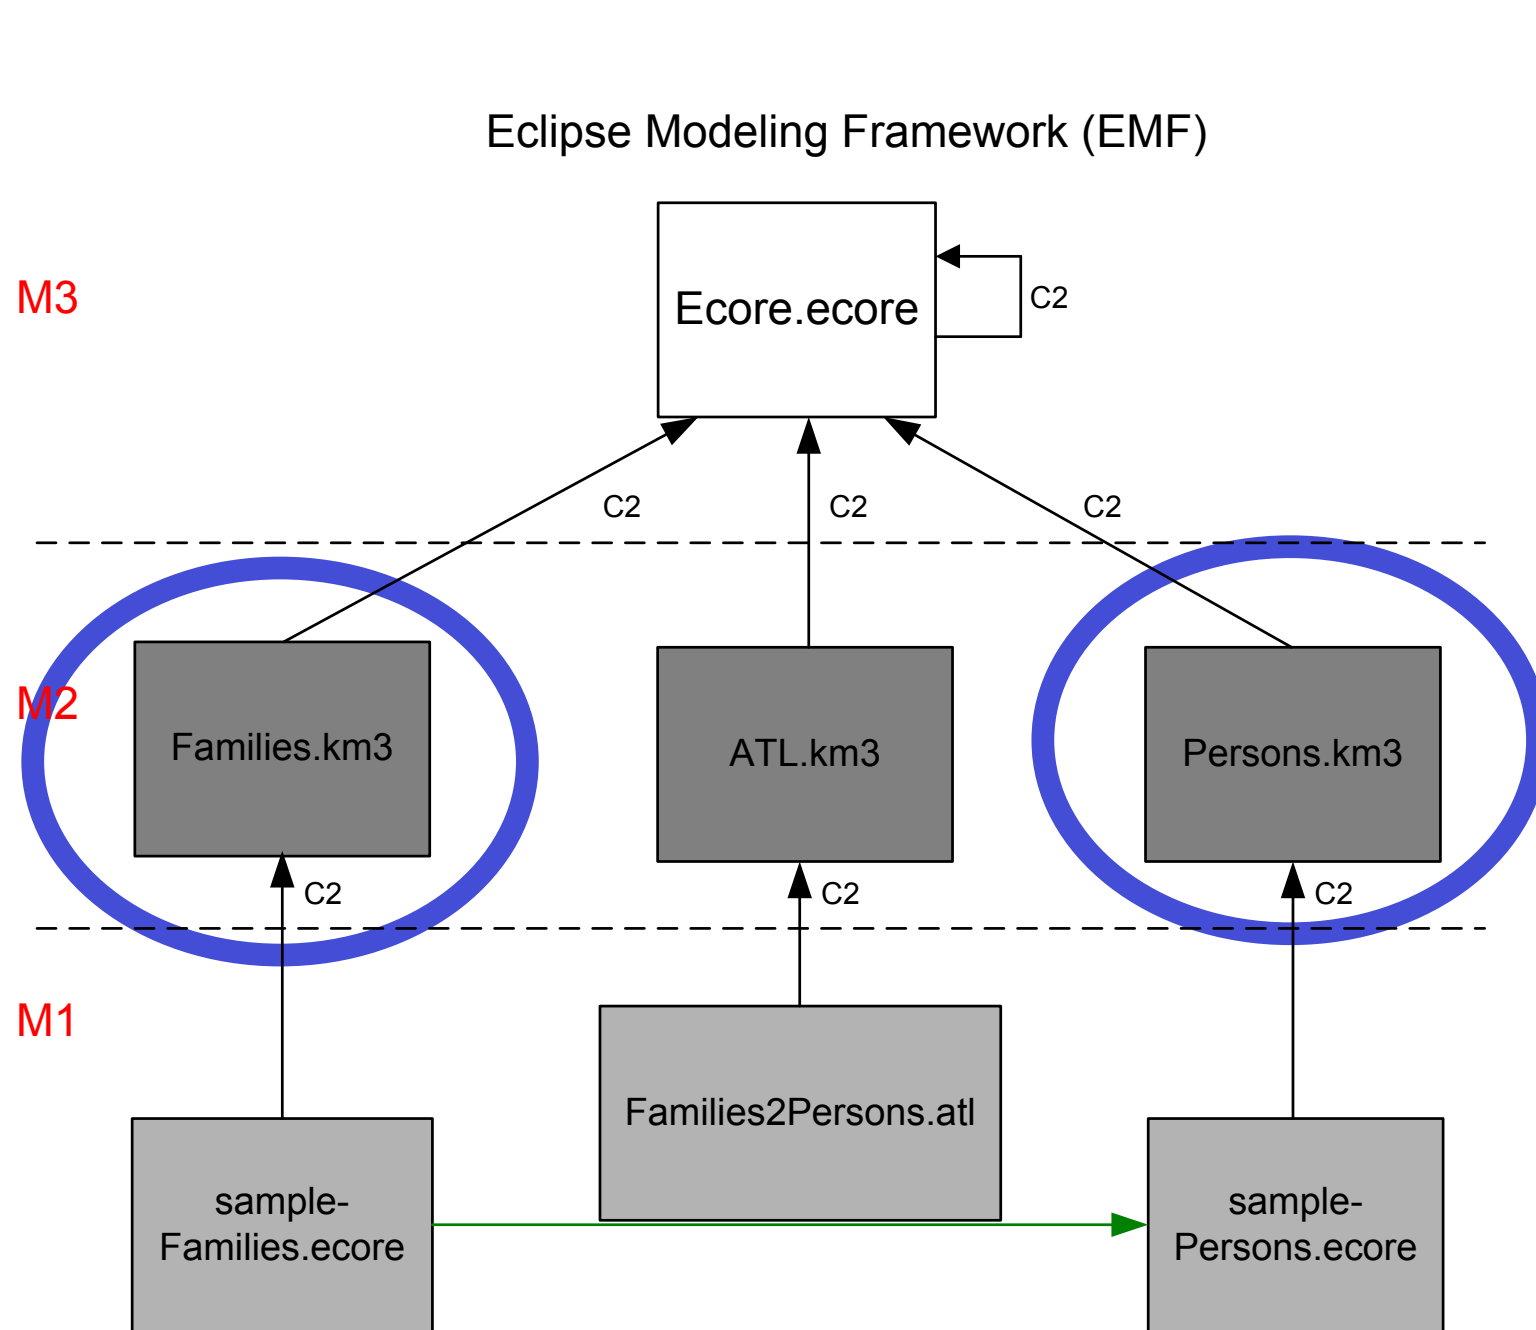 Eclipse Modeling Framework (EMF)
M3
Ecore.ecore
C2
C2
C2
C2
M2
Families.km3
ATL.km3
Persons.km3
C2
C2
C2
M1
Families2Persons.atl
sample-
Families.ecore
sample-
Persons.ecore